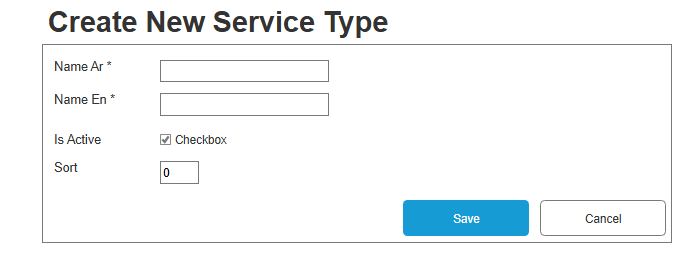 Create New Service Type
Name Ar *
Name En *
Is Active Checkbox
Sort 0
Save Cancel